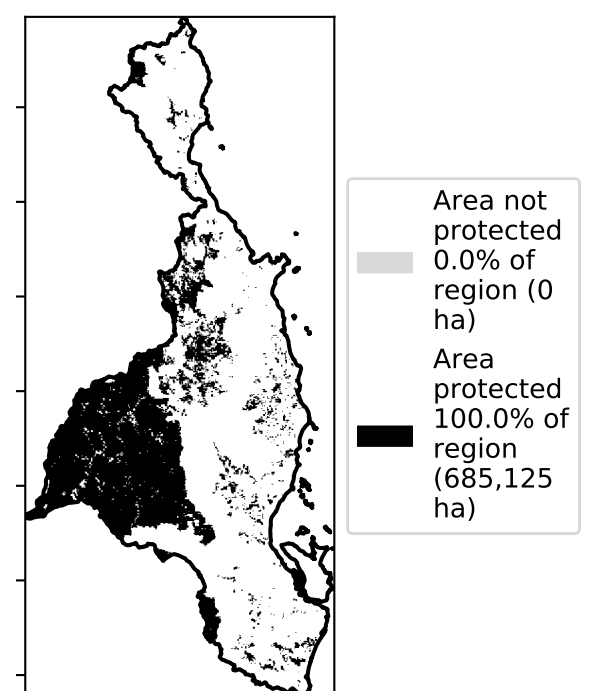 Area not
protected
0.0% of
region (0
ha)
Area
protected
100.0% of
region
(685,125
ha)